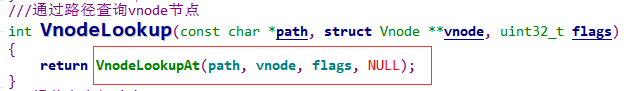 ///通过路径查询vnode节点
int VnodeLookup(const char *path, struct Vnode **vnode, uint32_t flags)
{
    return VnodeLookupAt(path, vnode, flags, NULL);
}